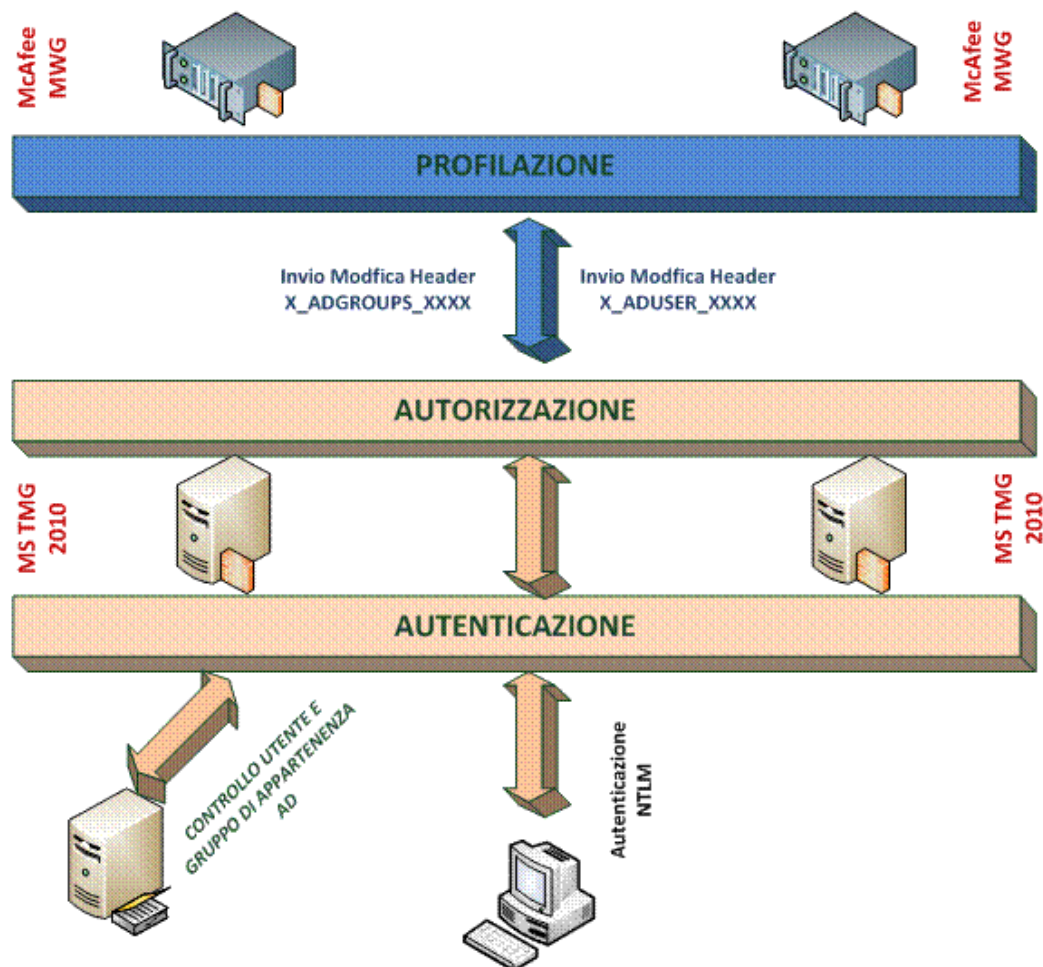 McAfee
MWG
McAfee
MWG
PROFILAZIONE
Invio Modfica Header
X_ADGROUPS_XXXX
Invio Modfica Header
X_ADUSER_XXXX
AUTORIZZAZIONE
MS TMG
2010
MS TMG
2010
AUTENTICAZIONE
CONTROLLO UTENTE E
GRUPPO DI APPARTENENZA
AD
Autenticazione
NTLM